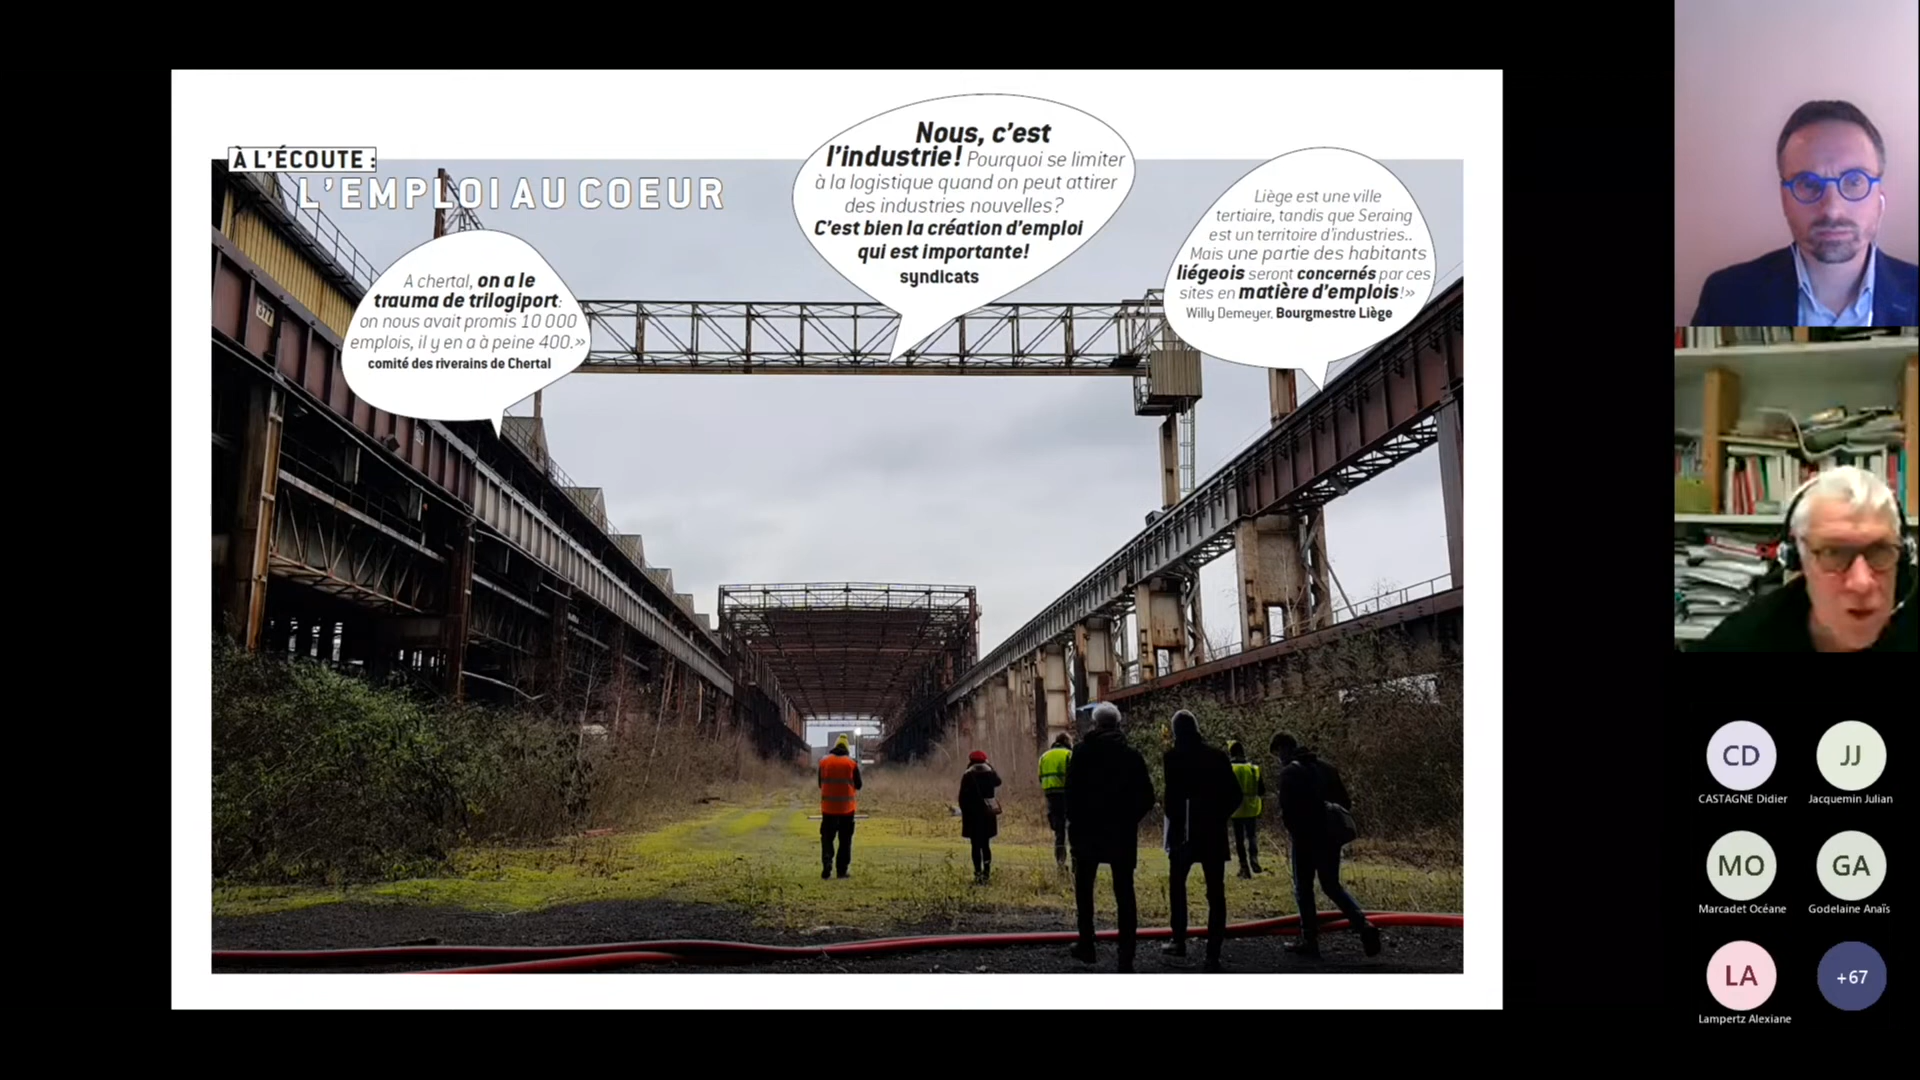 À L'ÉCOUTE :
L'EMPLOI AU COEUR
A chertal, on a le
trauma de trilogiport:
on nous avait promis 10 000
emplois, il y en a à peine 400.»
comité des riverains de Chertal
Nous, c'est
l'industrie! Pourquoi se limiter
à la logistique quand on peut attirer
des industries nouvelles?
C'est bien la création d'emploi
qui est importante!
syndicats
Liège est une ville
tertiaire, tandis que Seraing
est un territoire d'industries..
Mais une partie des habitants
liégeois seront concernés par ces
sites en matière d'emplois!»
Willy Demeyer, Bourgmestre Liège
377
CD
CASTAGNE Didier
JJ
Jacquemin Julian
MO
Marcadet Océane
GA
Godelaine Anaïs
LA
Lampertz Alexiane
+67